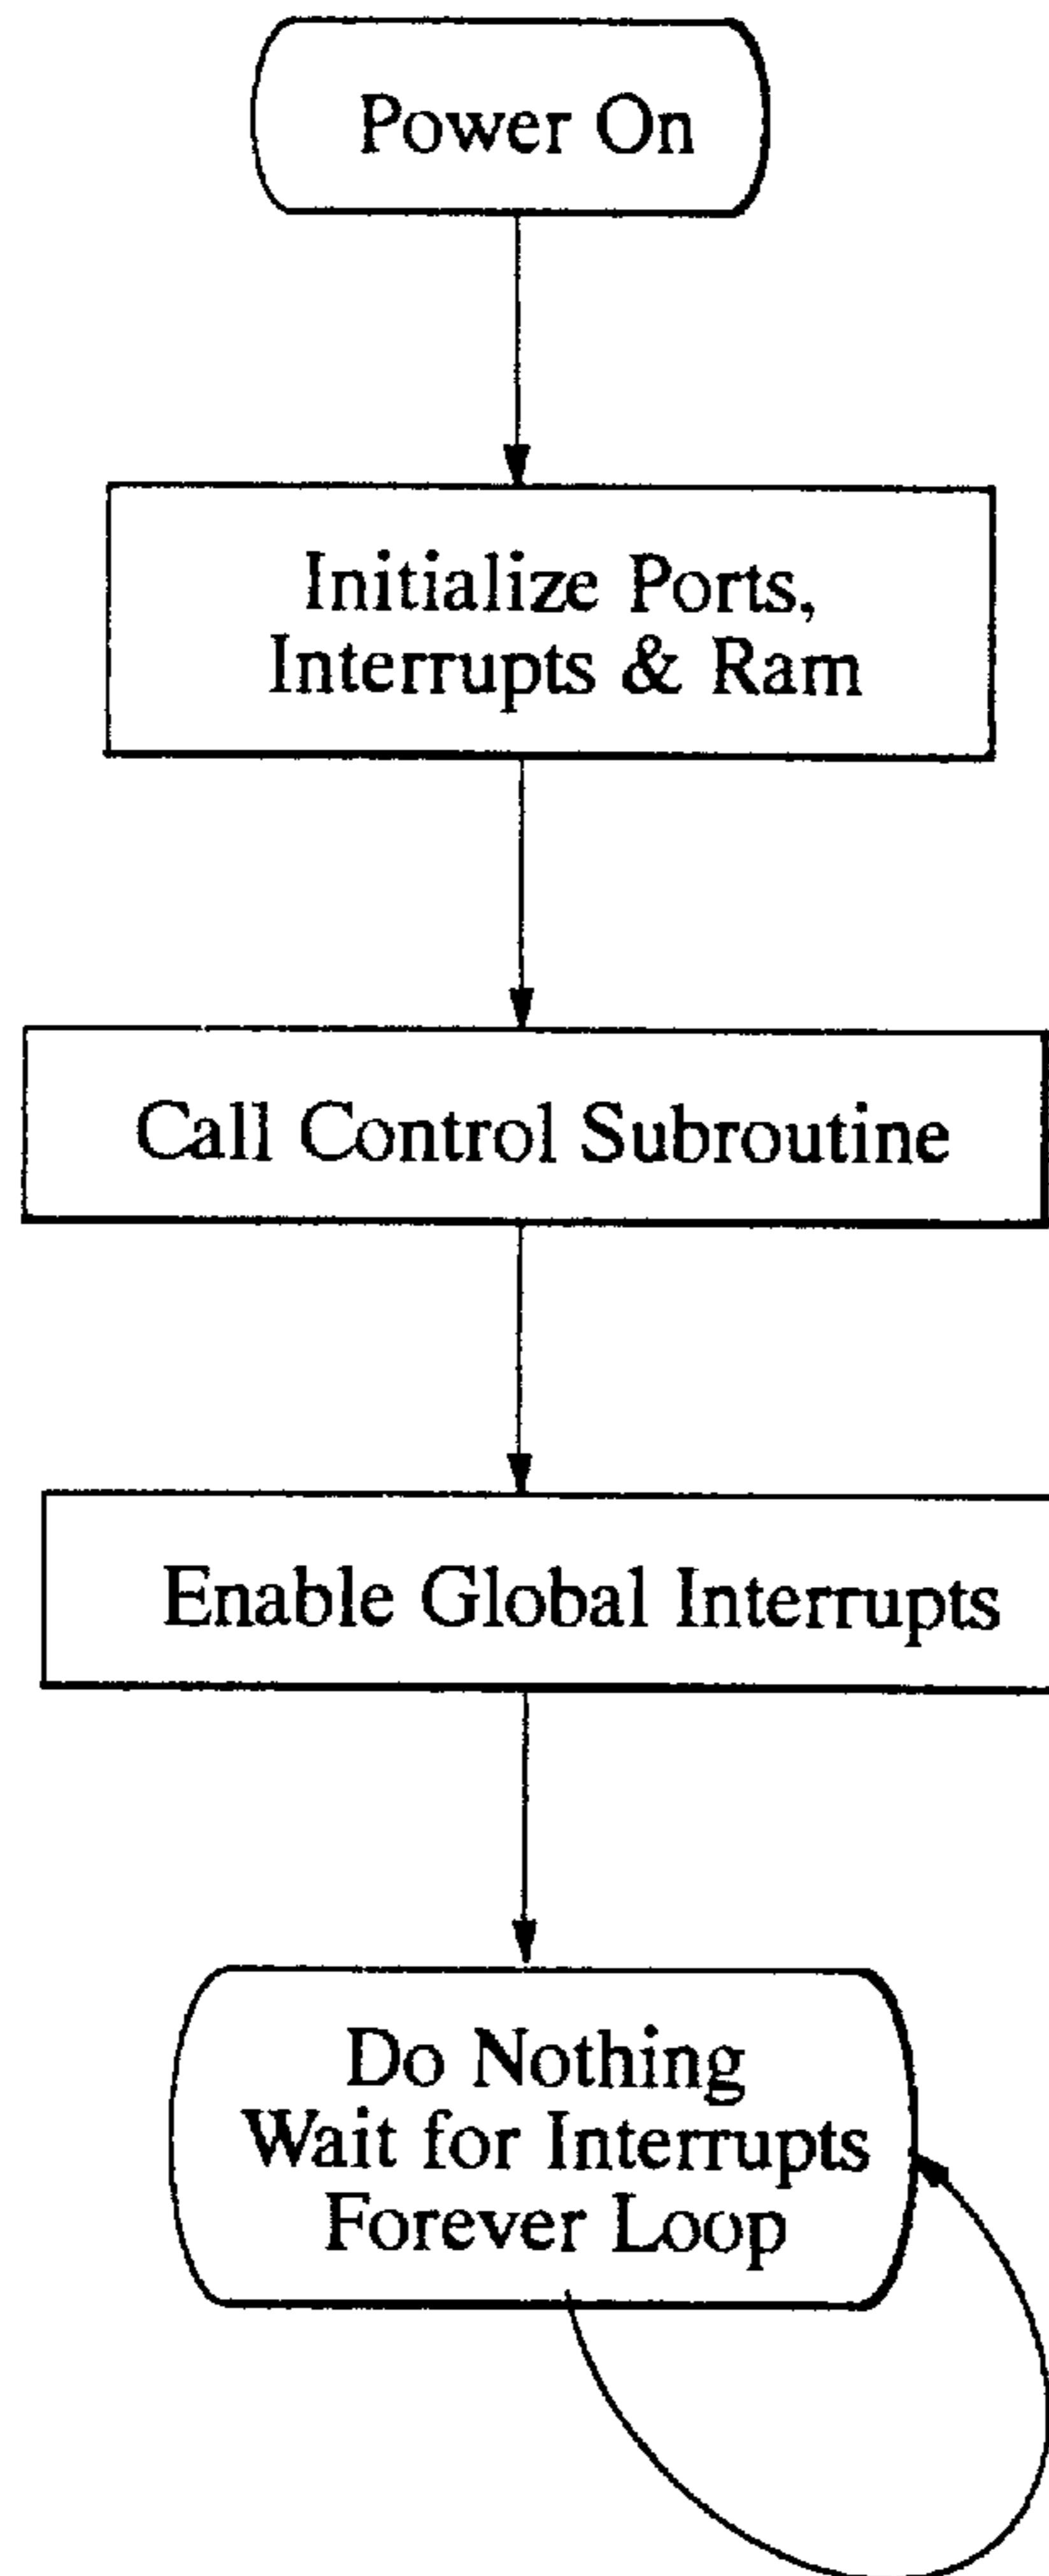 Power On
Initialize Ports,
Interrupts & Ram
Call Control Subroutine
Enable Global Interrupts
Do Nothing
Wait for Interrupts
Forever Loop